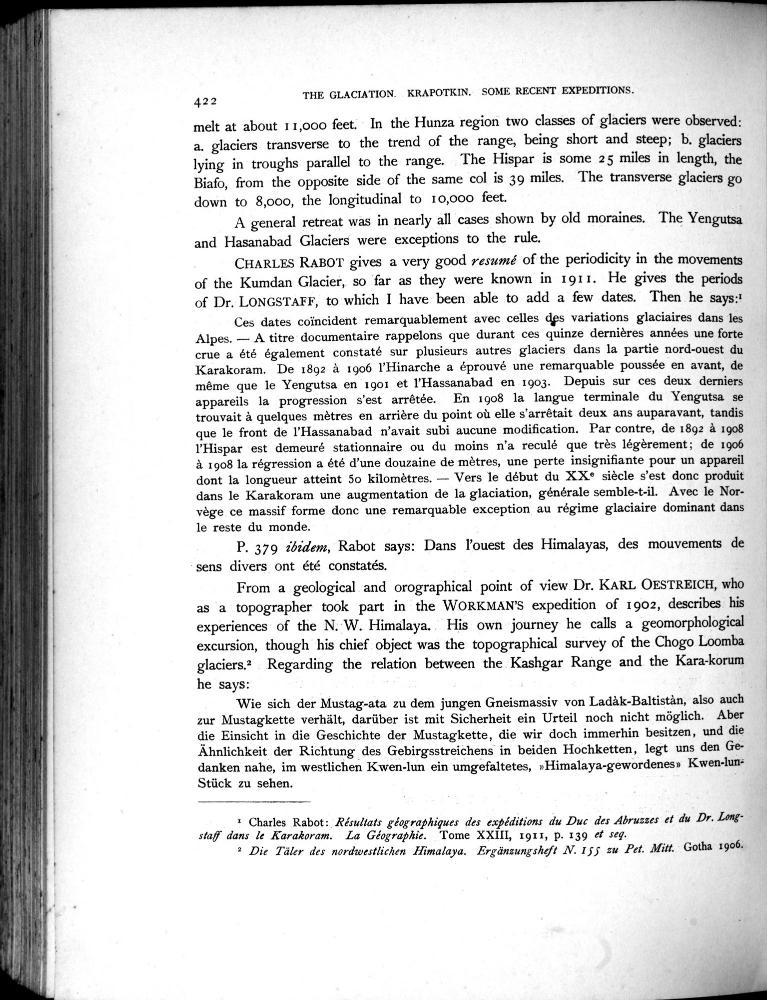 422
THE GLACIATION. KRAPOTKIN. SOME RECENT EXPEDITIONS.
melt at about 11,000 feet. In the Hunza region two classes of glaciers were observed:
a. glaciers transverse to the trend of the range, being short and steep; b. glaciers
lying in troughs parallel to the range. The Hispar is some 25 miles in length, the
Biafo, from the opposite side of the same col is 39 miles. The transverse glaciers go
down to 8,000, the longitudinal to 10,000 feet.
A general retreat was in nearly all cases shown by old moraines. The Yengutsa
and Hasanabad Glaciers were exceptions to the rule.
CHARLES RABOT gives a very good resumé of the periodicity in the movements
of the Kumdan Glacier, so far as they were known in 1911. He gives the periods
of Dr. LONGSTAFF, to which I have been able to add a few dates. Then he says:¹
Ces dates coïncident remarquablement avec celles des variations glaciaires dans les
Alpes. — A titre documentaire rappelons que durant ces quinze dernières années une forte
crue a été également constaté sur plusieurs autres glaciers dans la partie nord-ouest du
Karakoram. De 1892 à 1906 l'Hinarche a éprouvé une remarquable poussée en avant, de
même que le Yengutsa en 1901 et l'Hassanabad en 1903. Depuis sur ces deux derniers
appareils la progression s'est arrêtée. En 1908 la langue terminale du Yengutsa se
trouvait à quelques mètres en arrière du point où elle s'arrêtait deux ans auparavant, tandis
que le front de l'Hassanabad n'avait subi aucune modification. Par contre, de 1892 à 1908
l'Hispar est demeuré stationnaire ou du moins n'a reculé que très légèrement; de 1906
à 1908 la régression a été d'une douzaine de mètres, une perte insignifiante pour un appareil
dont la longueur atteint 50 kilomètres. — Vers le début du XXᵉ siècle s'est donc produit
dans le Karakoram une augmentation de la glaciation, générale semble-t-il. Avec le Nor-
vège ce massif forme donc une remarquable exception au régime glaciaire dominant dans
le reste du monde.
P. 379 ibidem, Rabot says: Dans l'ouest des Himalayas, des mouvements de
sens divers ont été constatés.
From a geological and orographical point of view Dr. KARL OESTREICH, who
as a topographer took part in the WORKMAN'S expedition of 1902, describes his
experiences of the N. W. Himalaya. His own journey he calls a geomorphological
excursion, though his chief object was the topographical survey of the Chogo Loomba
glaciers.² Regarding the relation between the Kashgar Range and the Kara-korum
he says:
Wie sich der Mustag-ata zu dem jungen Gneismassiv von Ladàk-Baltistàn, also auch
zur Mustagkette verhält, darüber ist mit Sicherheit ein Urteil noch nicht möglich. Aber
die Einsicht in die Geschichte der Mustagkette, die wir doch immerhin besitzen, und die
Ähnlichkeit der Richtung des Gebirgsstreichens in beiden Hochketten, legt uns den Ge-
danken nahe, im westlichen Kwen-lun ein umgefaltetes, »Himalaya-gewordenes» Kwen-lun-
Stück zu sehen.
¹ Charles Rabot: Résultats géographiques des expéditions du Duc des Abruzzes et du Dr. Long-
staff dans le Karakoram. La Géographie. Tome XXIII, 1911, p. 139 et seq.
² Die Täler des nordwestlichen Himalaya. Ergänzungsheft N. 155 zu Pet. Mitt. Gotha 1906.